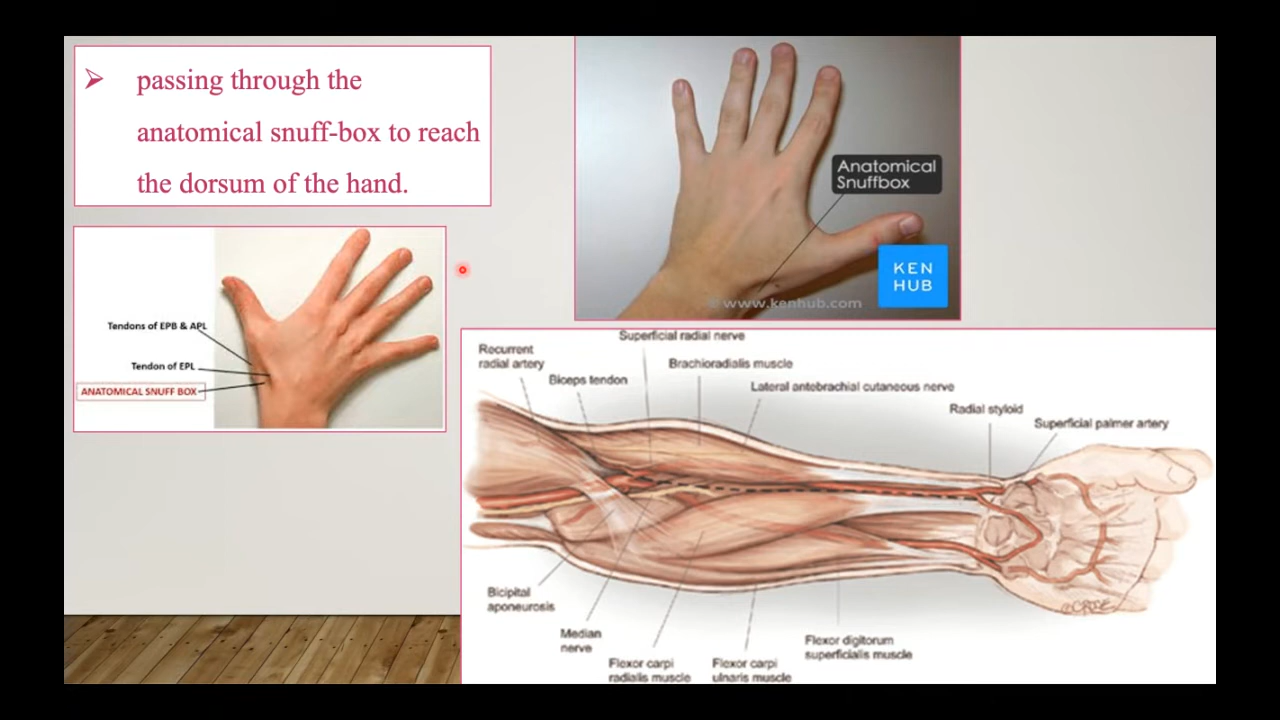 ➢ passing through the
anatomical snuff-box to reach
the dorsum of the hand.
Anatomical
Snuffbox
KEN
HUB
© www.kenhub.com
Tendons of EPB & APL
Tendon of EPL
ANATOMICAL SNUFF BOX
Superficial radial nerve
Recurrent
radial artery
Biceps tendon
Brachioradialis muscle
Lateral antebrachial cutaneous nerve
Radial styloid
Superficial palmer artery
Bicipital
aponeurosis
Median
nerve
Flexor carpi
radialis muscle
Flexor carpi
ulnaris muscle
Flexor digitorum
superficialis muscle